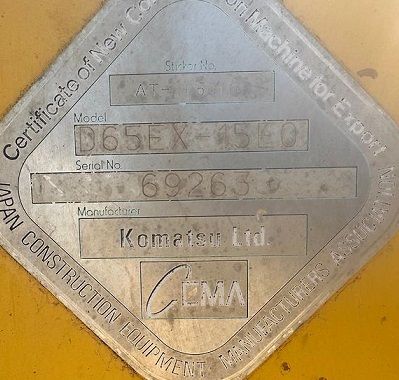 Certificate of New Construction Machine for Export
Sticker No.
Model
D65EX-15E0
Serial No.
69263
Manufacturer
Komatsu Ltd.
CEMA
JAPAN CONSTRUCTION EQUIPMENT MANUFACTURERS ASSOCIATION